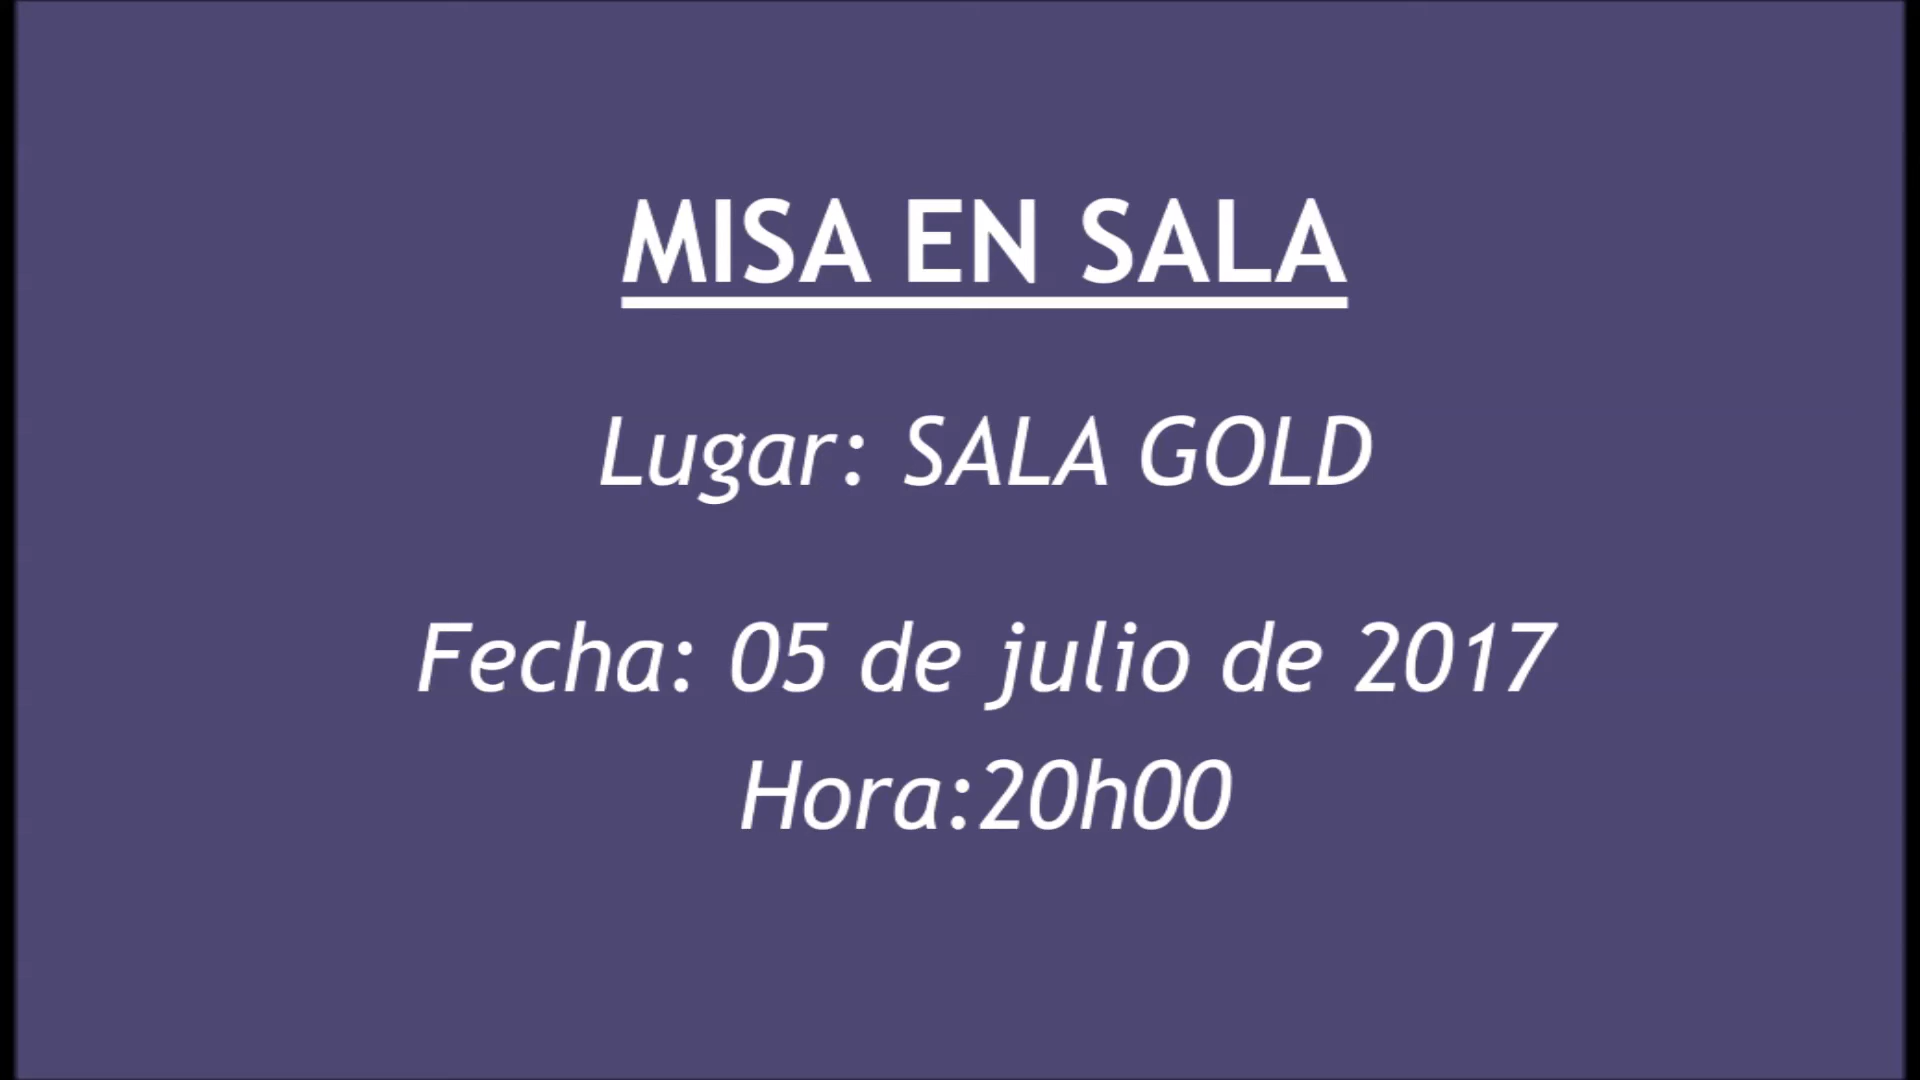 MISA EN SALA
Lugar: SALA GOLD
Fecha: 05 de julio de 2017
Hora:20h00